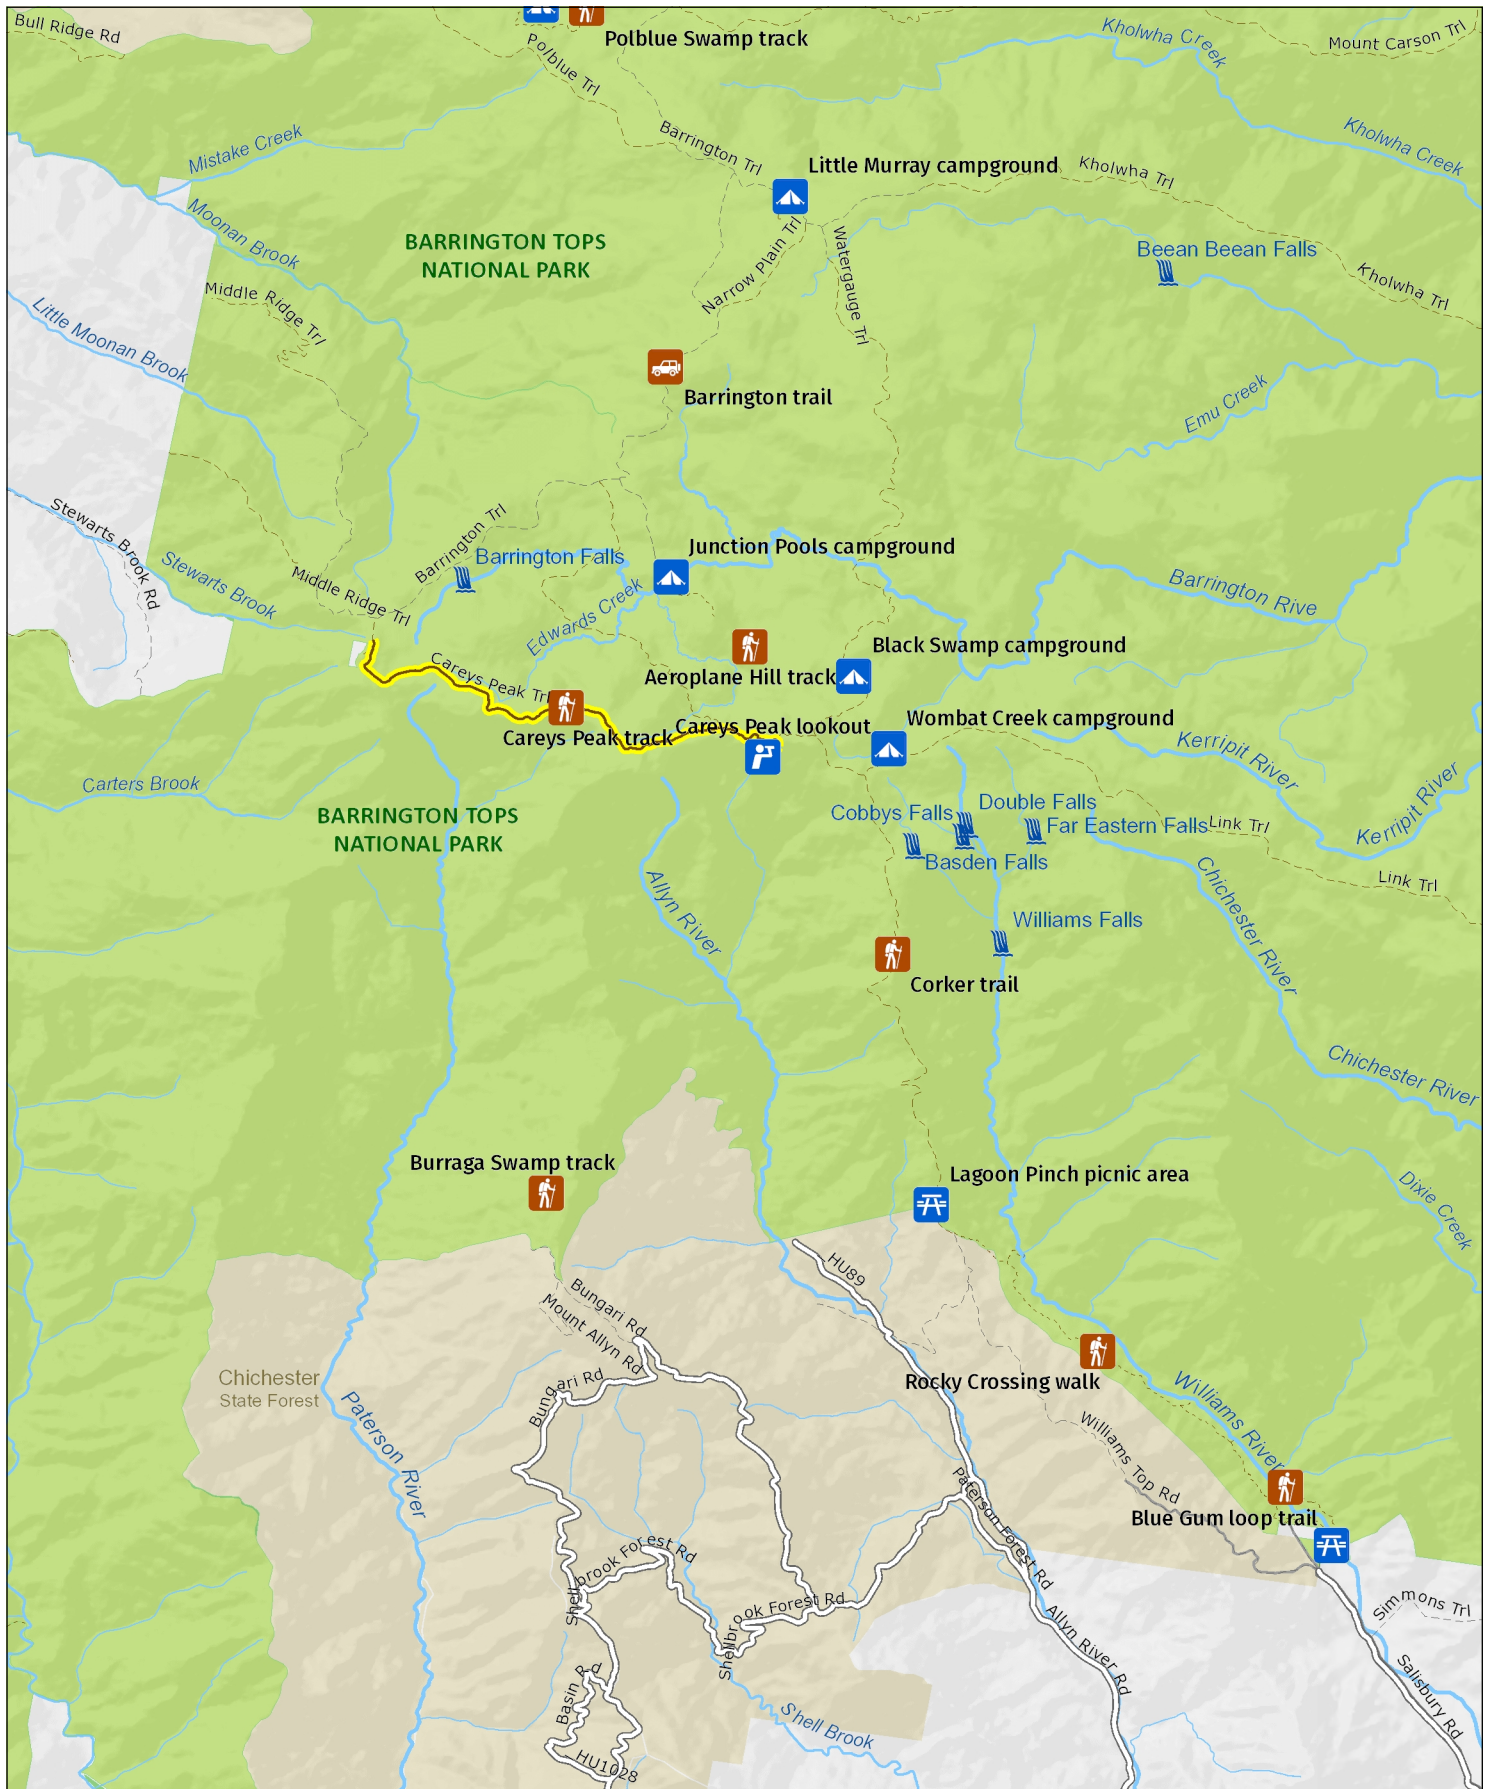 Bull Ridge Rd
Polblue Swamp track
Kholwha Creek
Mount Carson Trl
Polblue Trl
Mistake Creek
Barrington Trl
Kholwha Creek
Little Murray campground
Kholwha Trl
Moonan Brook
BARRINGTON TOPS
NATIONAL PARK
Narrow Plain Trl
Watergauge Trl
Beean Beean Falls
Kholwha Trl
Middle Ridge Trl
Little Moonan Brook
Barrington trail
Emu Creek
Stewarts Brook Rd
Barrington Trl
Barrington Falls
Junction Pools campground
Stewarts Brook
Middle Ridge Trl
Edwards Creek
Barrington Rive
Black Swamp campground
Careys Peak Trl
Aeroplane Hill track
Careys Peak track
Careys Peak lookout
Wombat Creek campground
Kerripit River
Kerripit River
Carters Brook
BARRINGTON TOPS
NATIONAL PARK
Cobbys Falls
Double Falls
Far Eastern Falls
Link Trl
Basden Falls
Link Trl
Allyn River
Chichester River
Williams Falls
Corker trail
Chichester River
Burraga Swamp track
Lagoon Pinch picnic area
Dixie Creek
HU89
Bungari Rd
Mount Allyn Rd
Chichester
State Forest
Bungari Rd
Rocky Crossing walk
Paterson River
Williams River
Williams Top Rd
Paterson Forest Rd
Blue Gum loop trail
Shellbrook Forest Rd
Shellbrook Forest Rd
Simmons Trl
Allyn River Rd
Salisbury Rd
Basin Rd
Shell Brook
HU1028